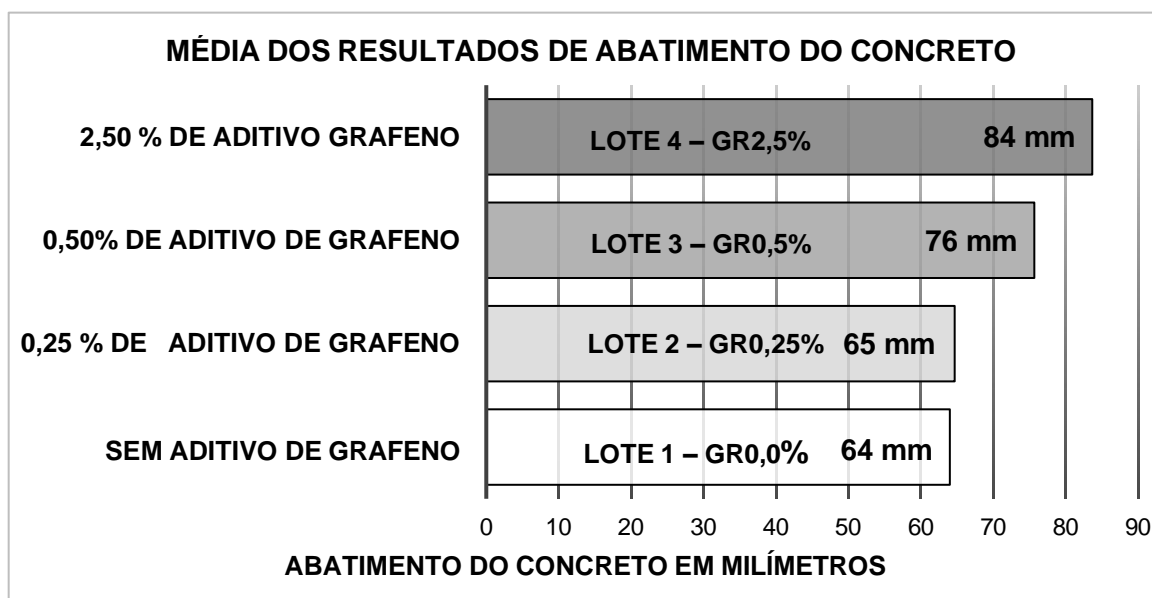 MÉDIA DOS RESULTADOS DE ABATIMENTO DO CONCRETO
2,50 % DE ADITIVO GRAFENO
LOTE 4 – GR2,5%
84 mm
0,50% DE ADITIVO DE GRAFENO
LOTE 3 – GR0,5%
76 mm
0,25 % DE ADITIVO DE GRAFENO
LOTE 2 – GR0,25%
65 mm
SEM ADITIVO DE GRAFENO
LOTE 1 – GR0,0%
64 mm
0 10 20 30 40 50 60 70 80 90
ABATIMENTO DO CONCRETO EM MILÍMETROS